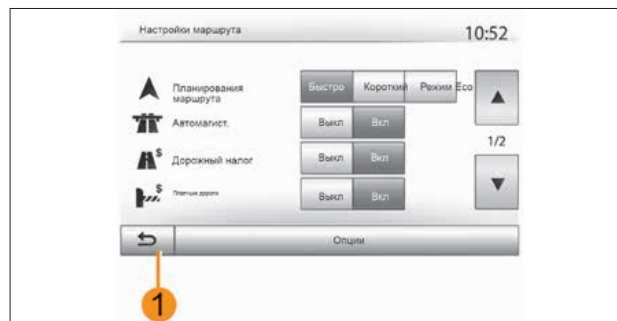 Настройки маршрута 10:52
Планирования маршрута Быстро Короткий Режим Eco
Автомагист. Выкл Вкл
1/2
Дорожный налог Выкл Вкл
Платные дороги Выкл Вкл
Опции
1